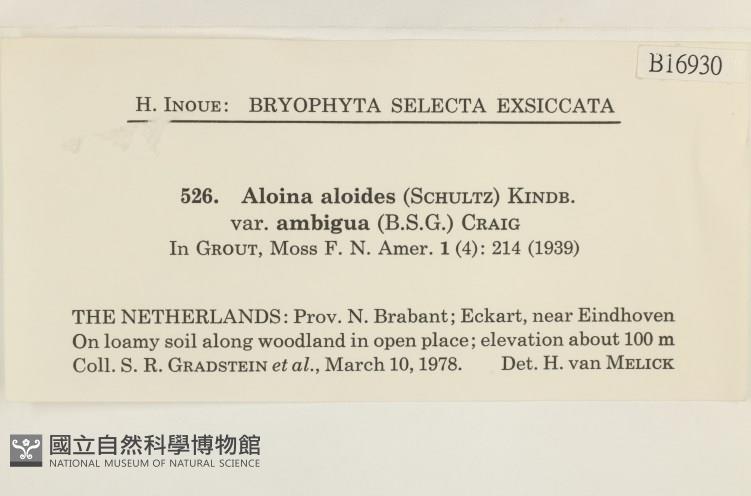 B16930
H. INOUE: BRYOPHYTA SELECTA EXSICCATA
526. Aloina aloides (SCHULTZ) KINDB.
var. ambigua (B.S.G.) CRAIG
In GROUT, Moss F. N. Amer. 1 (4): 214 (1939)
THE NETHERLANDS: Prov. N. Brabant; Eckart, near Eindhoven
On loamy soil along woodland in open place; elevation about 100 m
Coll. S. R. GRADSTEIN et al., March 10, 1978. Det. H. van MELICK
國立自然科學博物館
NATIONAL MUSEUM OF NATURAL SCIENCE